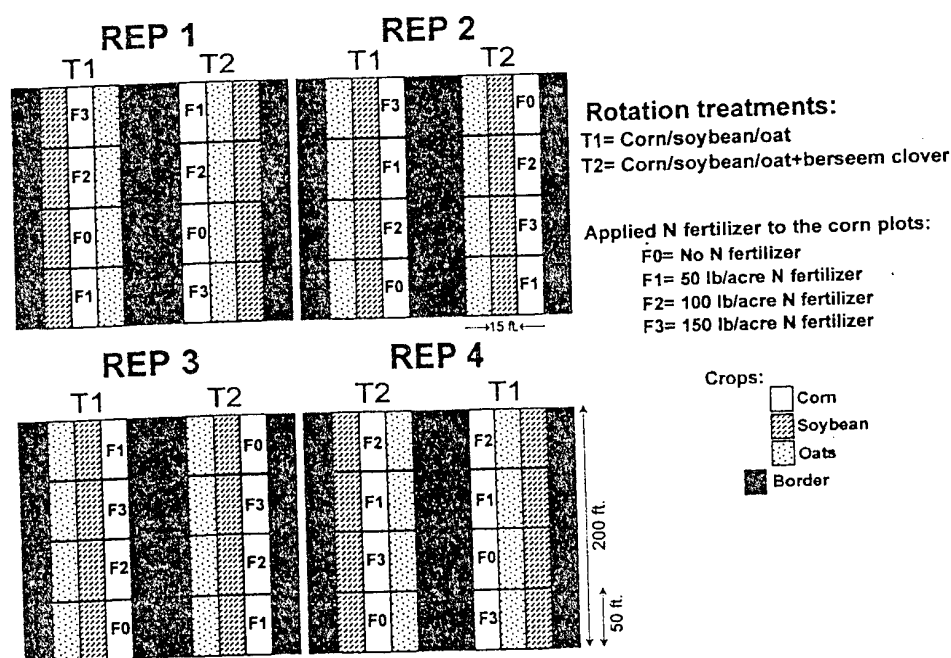 REP 1
T1 T2
F3 F1
F2 F2
F0 F0
F1 F3
REP 2
T1 T2
F3 F0
F1 F2
F2 F3
F0 F1
15 ft.
Rotation treatments:
T1= Corn/soybean/oat
T2= Corn/soybean/oat+berseem clover
Applied N fertilizer to the corn plots:
F0= No N fertilizer
F1= 50 lb/acre N fertilizer
F2= 100 lb/acre N fertilizer
F3= 150 lb/acre N fertilizer
REP 3
T1 T2
F1 F0
F3 F3
F2 F2
F0 F1
REP 4
T2 T1
F2 F2
F1 F1
F3 F0
F0 F3
200 ft.
50 ft.
Crops:
Corn
Soybean
Oats
Border